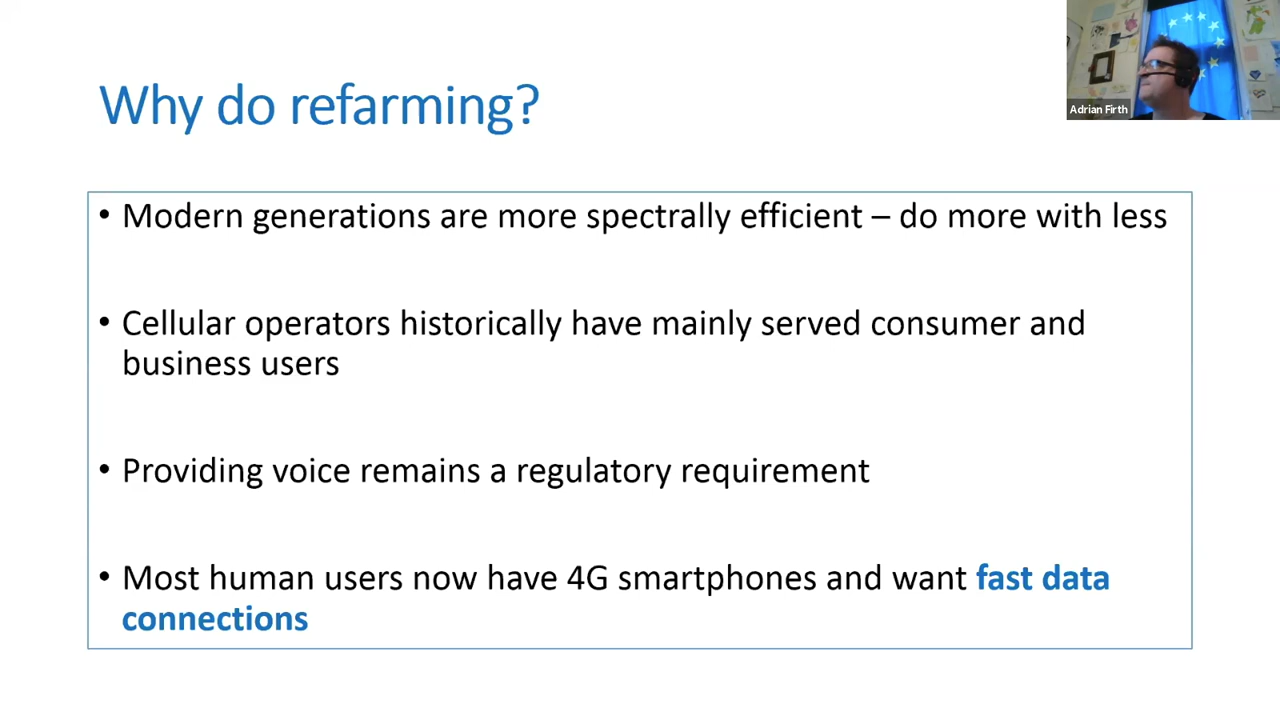 Why do refarming?
Adrian Firth
• Modern generations are more spectrally efficient – do more with less
• Cellular operators historically have mainly served consumer and
business users
• Providing voice remains a regulatory requirement
• Most human users now have 4G smartphones and want fast data
connections